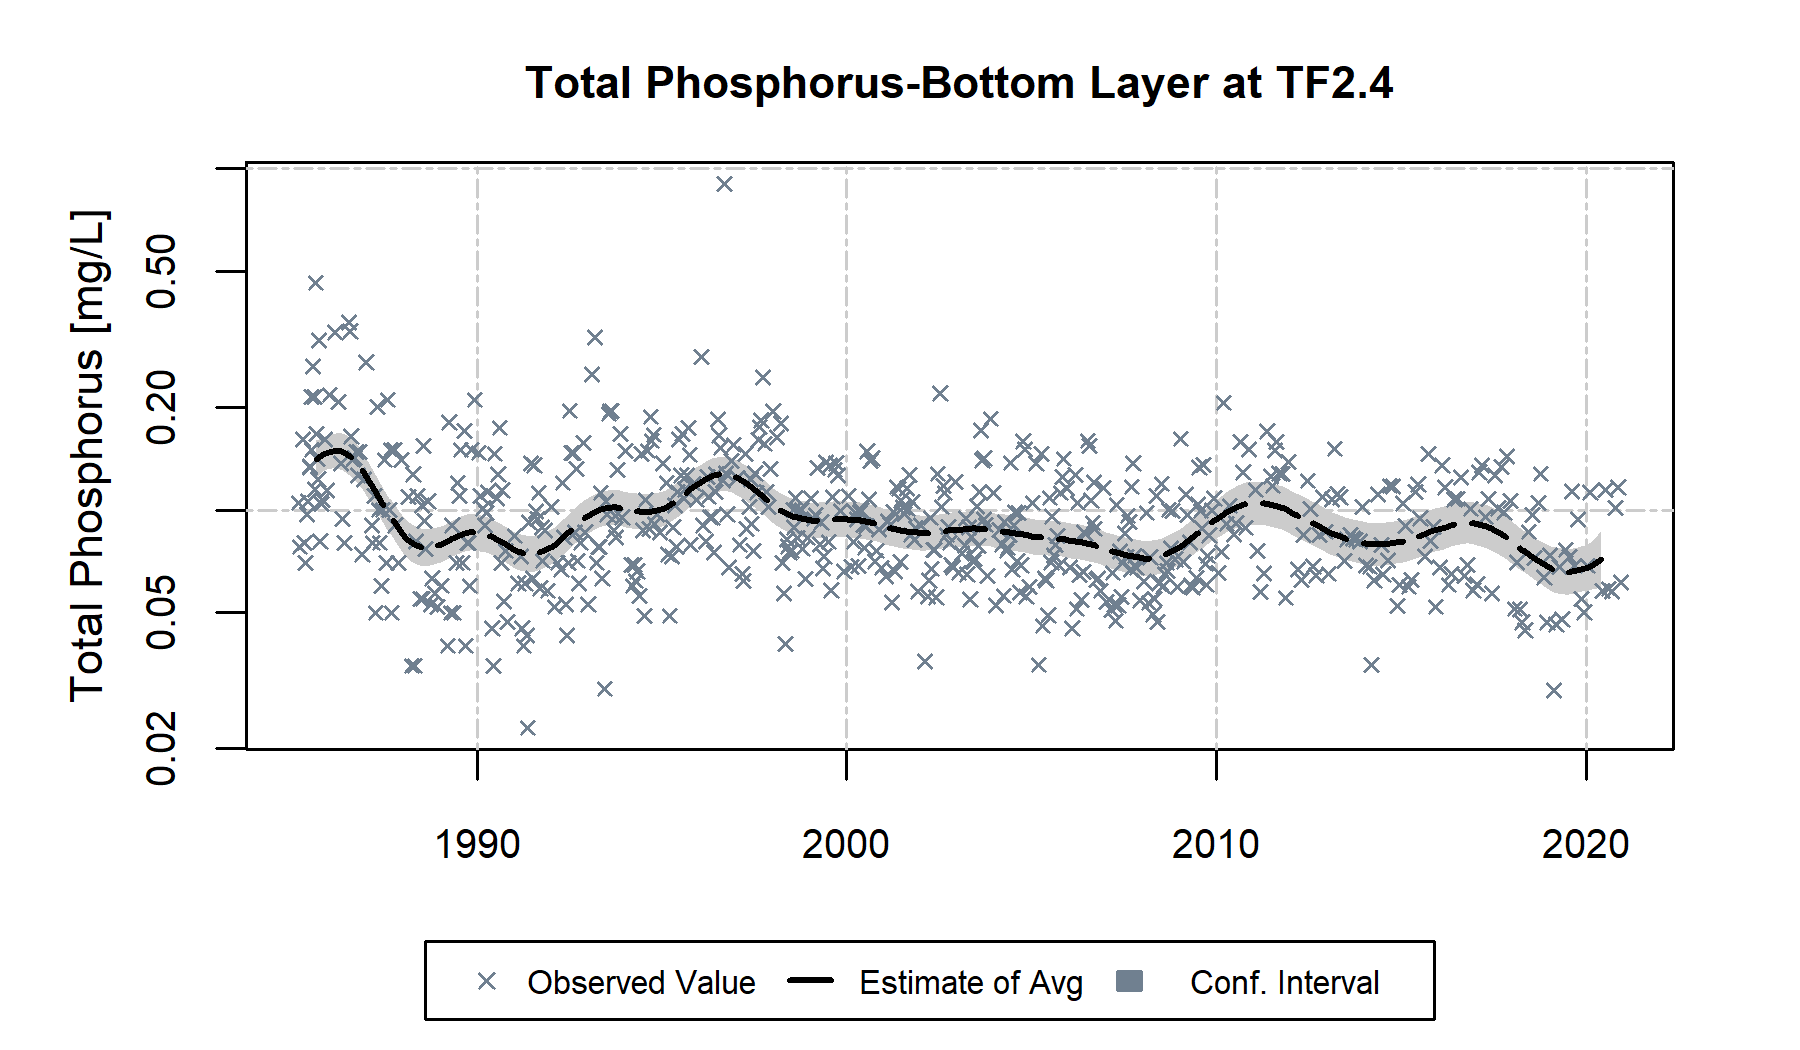 Total Phosphorus-Bottom Layer at TF2.4
Total Phosphorus [mg/L]
0.50
0.20
0.05
0.02
1990 2000 2010 2020
Observed Value Estimate of Avg Conf. Interval